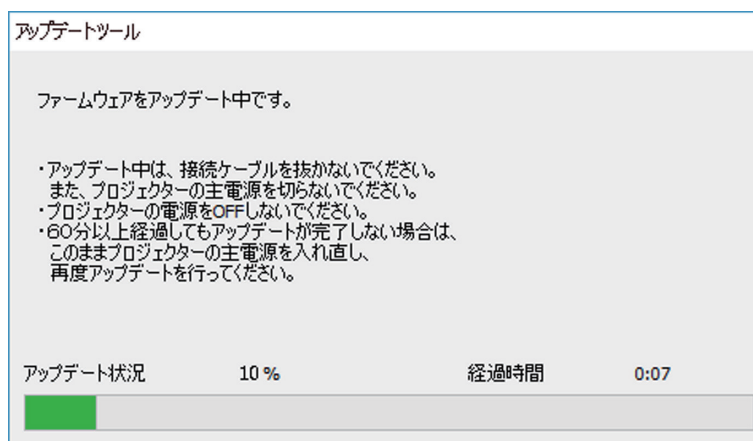 アップデートツール
ファームウェアをアップデート中です。
・アップデート中は、接続ケーブルを抜かないでください。
また、プロジェクターの主電源を切らないでください。
・プロジェクターの電源をOFFしないでください。
・60分以上経過してもアップデートが完了しない場合は、
このままプロジェクターの主電源を入れ直し、
再度アップデートを行ってください。
アップデート状況 10 % 経過時間 0:07